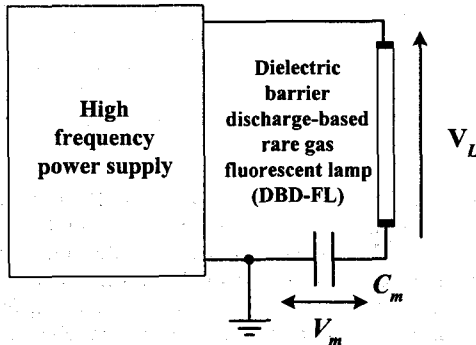 High
frequency
power supply
Dielectric
barrier
discharge-based
rare gas
fluorescent lamp
(DBD-FL)
V_L
C_m
V_m